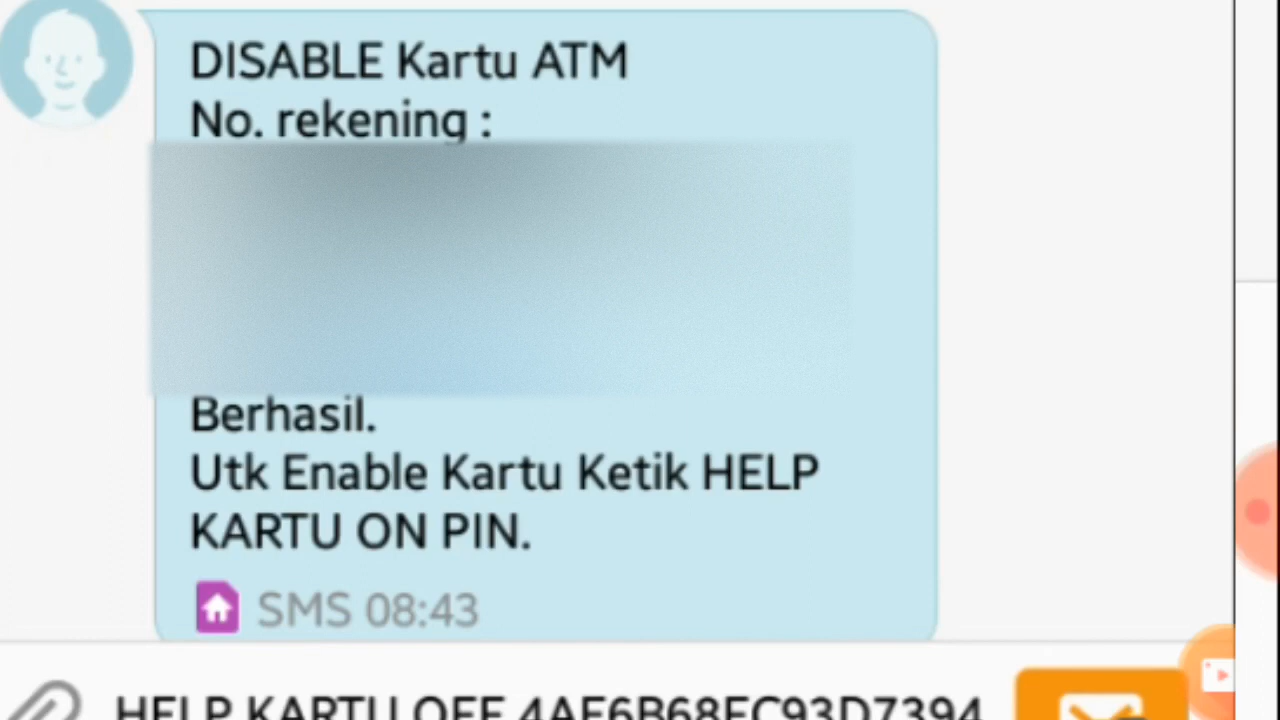 DISABLE Kartu ATM
No. rekening :
Berhasil.
Utk Enable Kartu Ketik HELP
KARTU ON PIN.
SMS 08:43
HELP KARTU OFF 4AF6B68FC93D7394